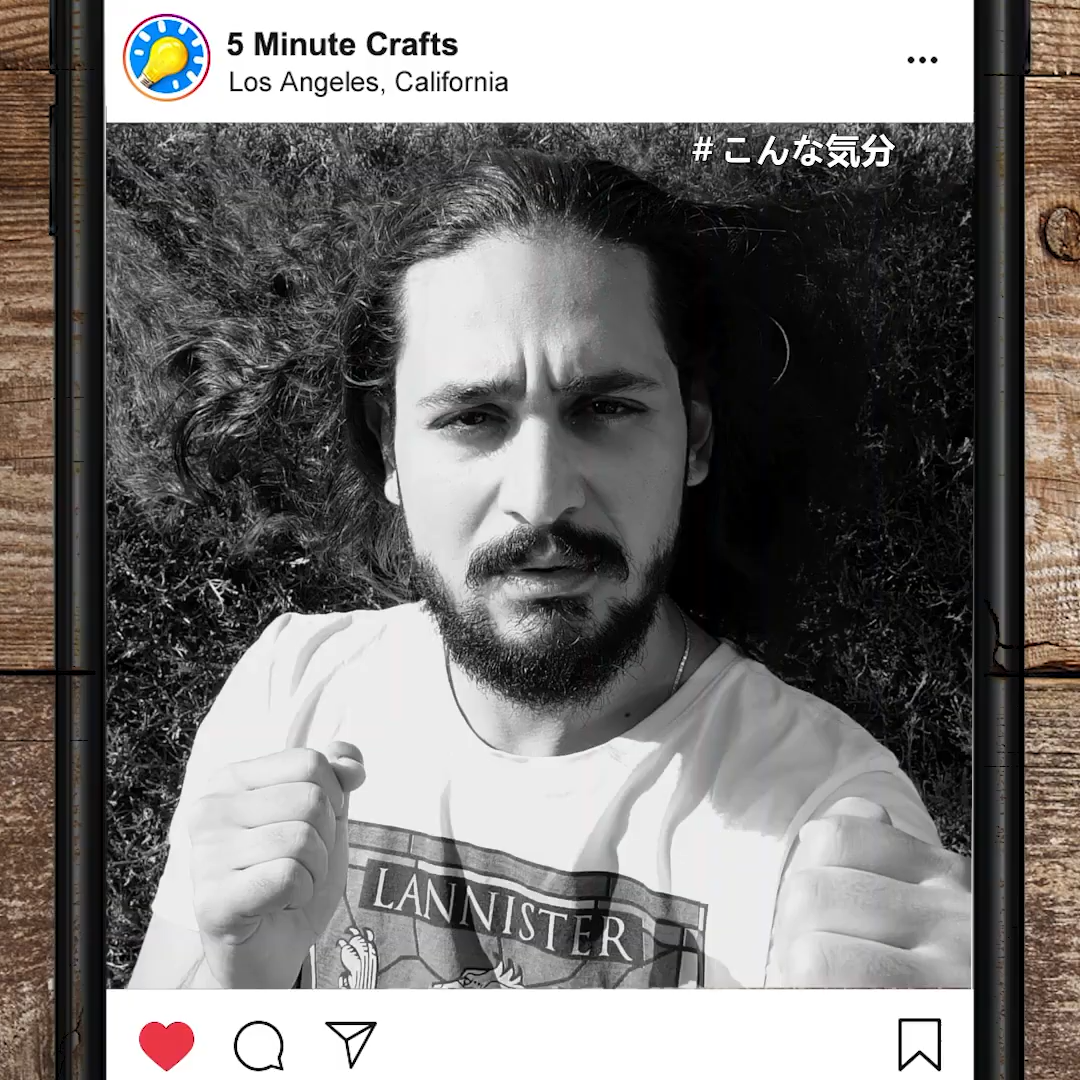 5 Minute Crafts
Los Angeles, California
# こんな気分
LANNISTER